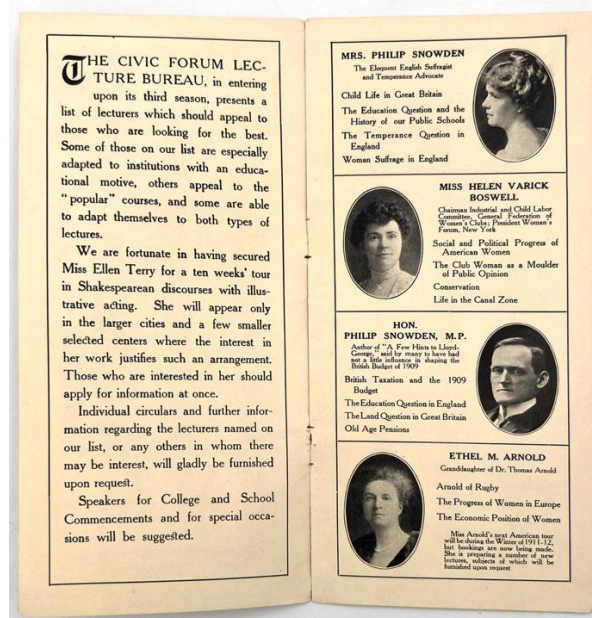 THE CIVIC FORUM LEC-
TURE BUREAU, in entering
upon its third season, presents a
list of lecturers which should appeal to
those who are looking for the best.
Some of those on our list are especially
adapted to institutions with an educa-
tional motive, others appeal to the
"popular" courses, and some are able
to adapt themselves to both types of
lectures.
We are fortunate in having secured
Miss Ellen Terry for a ten weeks' tour
in Shakespearean discourses with illus-
trative acting. She will appear only
in the larger cities and a few smaller
selected centers where the interest in
her work justifies such an arrangement.
Those who are interested in her should
apply for information at once.
Individual circulars and further infor-
mation regarding the lecturers named on
our list, or any others in whom there
may be interest, will gladly be furnished
upon request.
Speakers for College and School
Commencements and for special occa-
sions will be suggested.
MRS. PHILIP SNOWDEN
The Eloquent English Suffragist
and Temperance Advocate
Child Life in Great Britain
The Education Question and the
History of our Public Schools
The Temperance Question in
England
Woman Suffrage in England
MISS HELEN VARICK
BOSWELL
Chairman Industrial and Child Labor
Committee, General Federation of
Women's Clubs; President Woman's
Forum, New York
Social and Political Progress of
American Women
The Club Woman as a Moulder
of Public Opinion
Conservation
Life in the Canal Zone
HON.
PHILIP SNOWDEN, M.P.
Author of "A Few Hints to Lloyd-
George," said by many to have had
not a little influence in shaping the
British Budget of 1909
British Taxation and the 1909
Budget
The Education Question in England
The Land Question in Great Britain
Old Age Pensions
ETHEL M. ARNOLD
Granddaughter of Dr. Thomas Arnold
Arnold of Rugby
The Progress of Women in Europe
The Economic Position of Women
Miss Arnold's next American tour
will be during the Winter of 1911-12,
but bookings are now being made.
She is preparing a number of new
lectures, subjects of which will be
furnished upon request